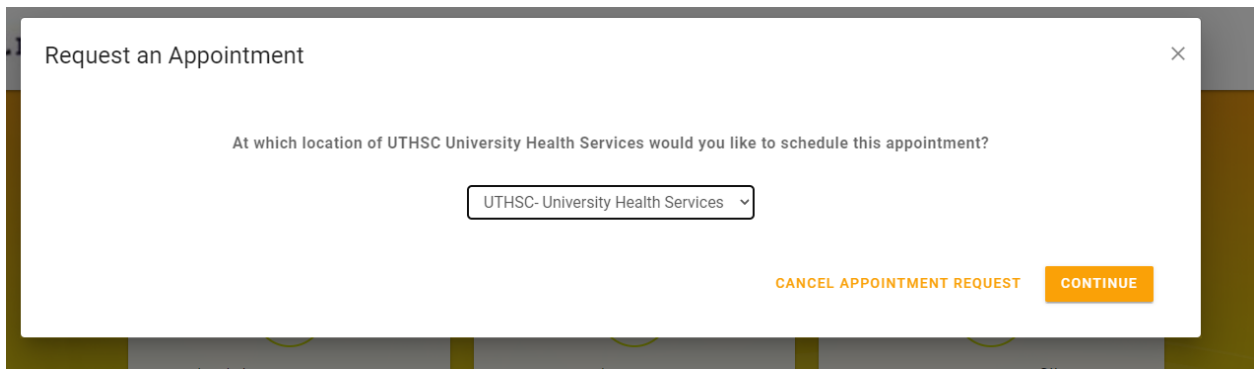 Request an Appointment
At which location of UTHSC University Health Services would you like to schedule this appointment?
UTHSC- University Health Services
CANCEL APPOINTMENT REQUEST
CONTINUE